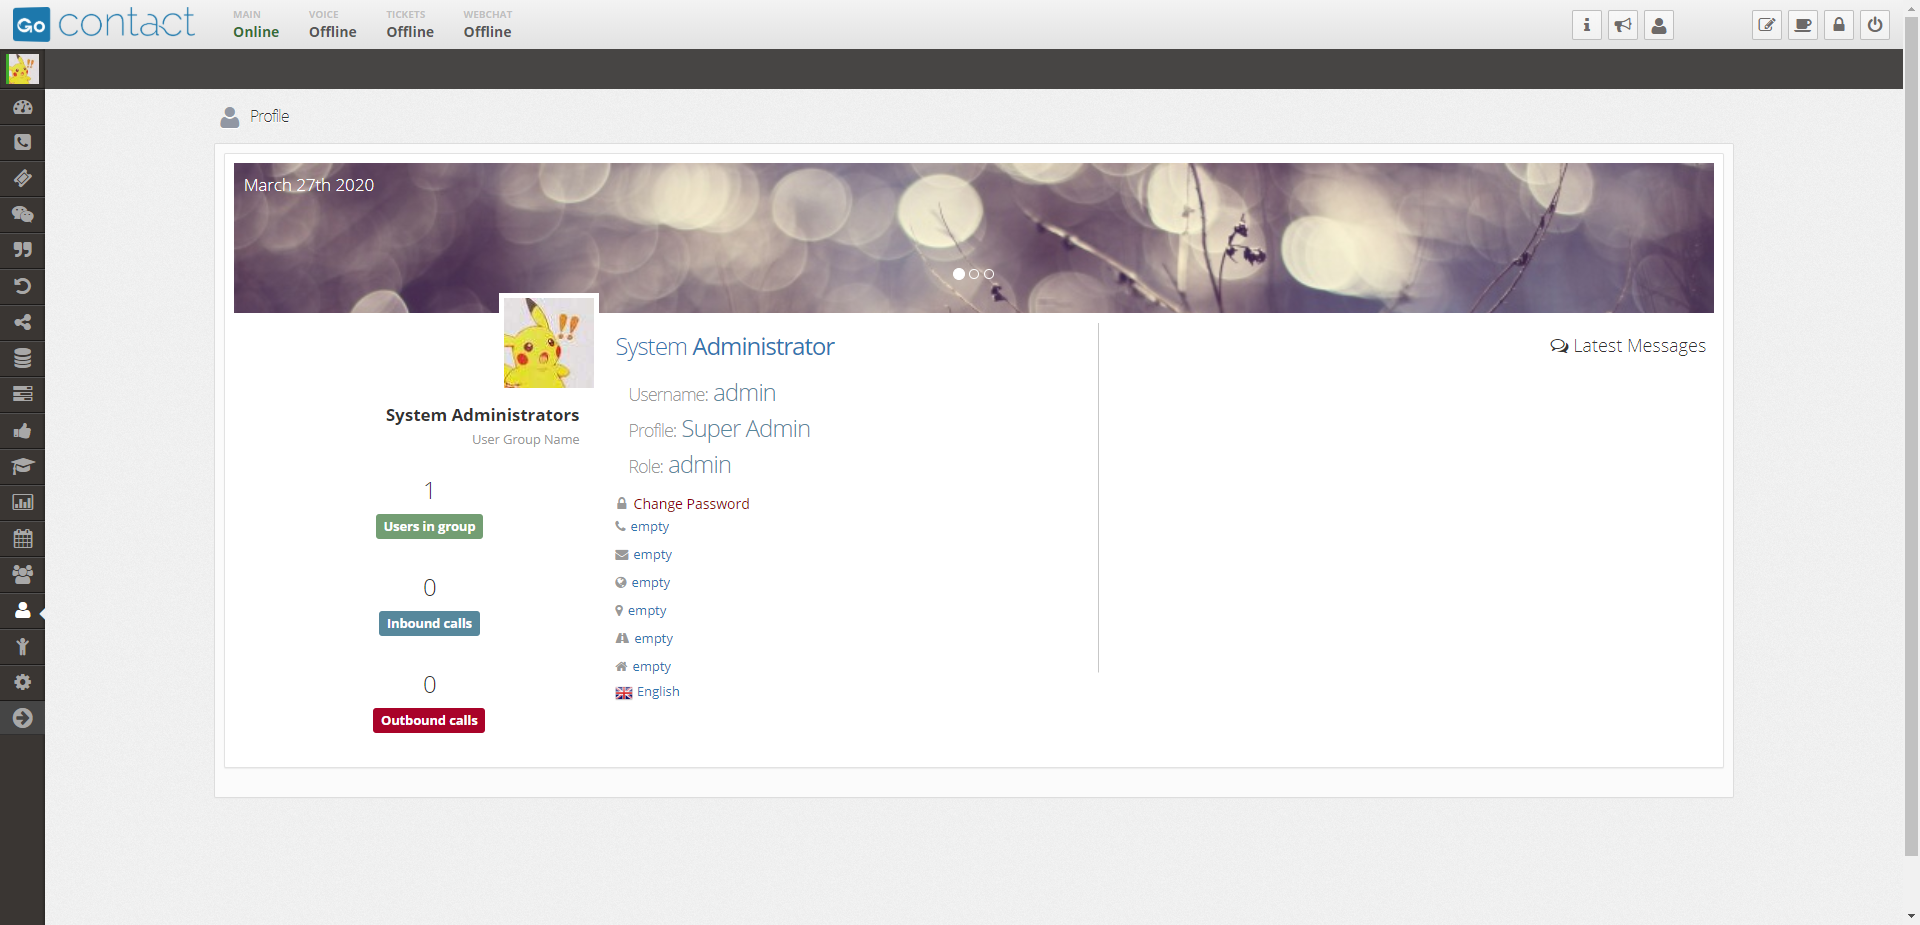 Go contact
MAIN
Online
VOICE
Offline
TICKETS
Offline
WEBCHAT
Offline
Profile
March 27th 2020
System Administrators
User Group Name
1
Users in group
0
Inbound calls
0
Outbound calls
System Administrator
Username: admin
Profile: Super Admin
Role: admin
Change Password
empty
empty
empty
empty
empty
empty
English
Latest Messages